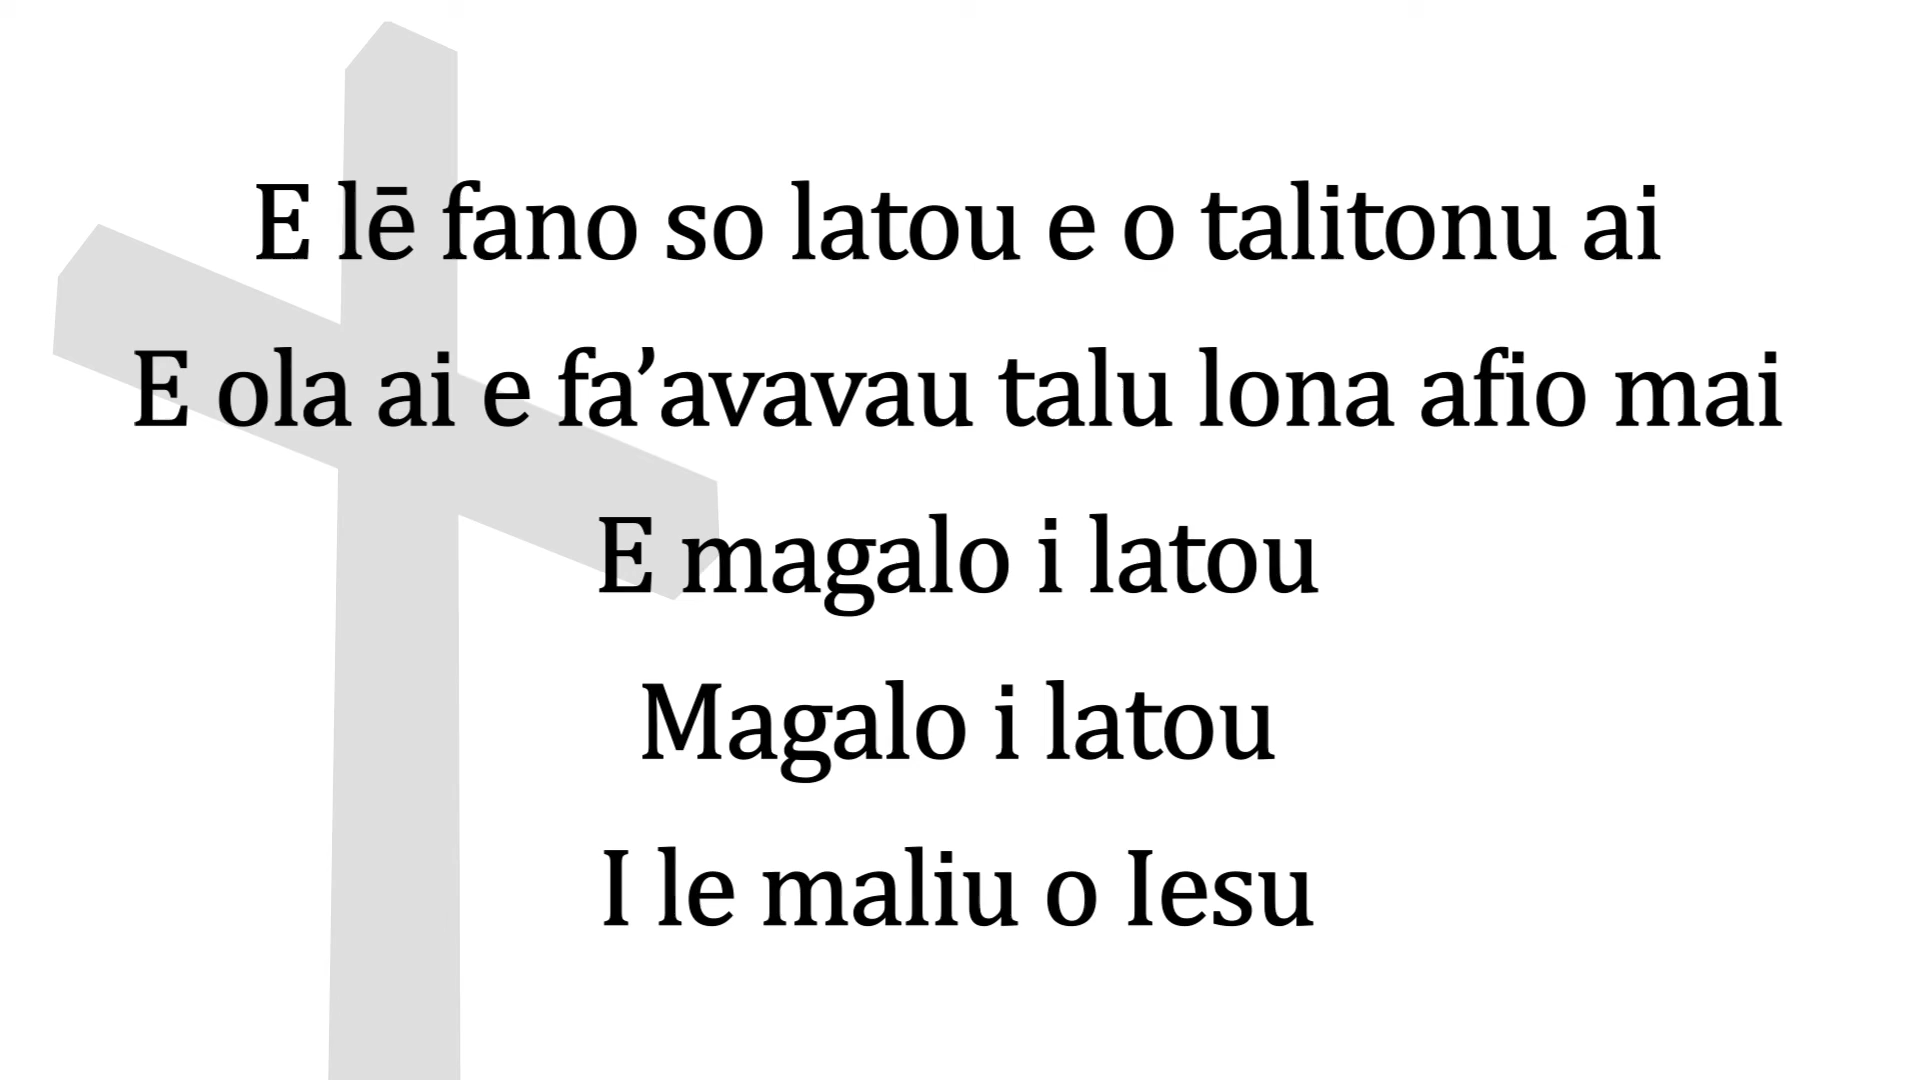 E lē fano so latou e o talitonu ai
E ola ai e fa’avavau talu lona afio mai
E magalo i latou
Magalo i latou
I le maliu o Iesu